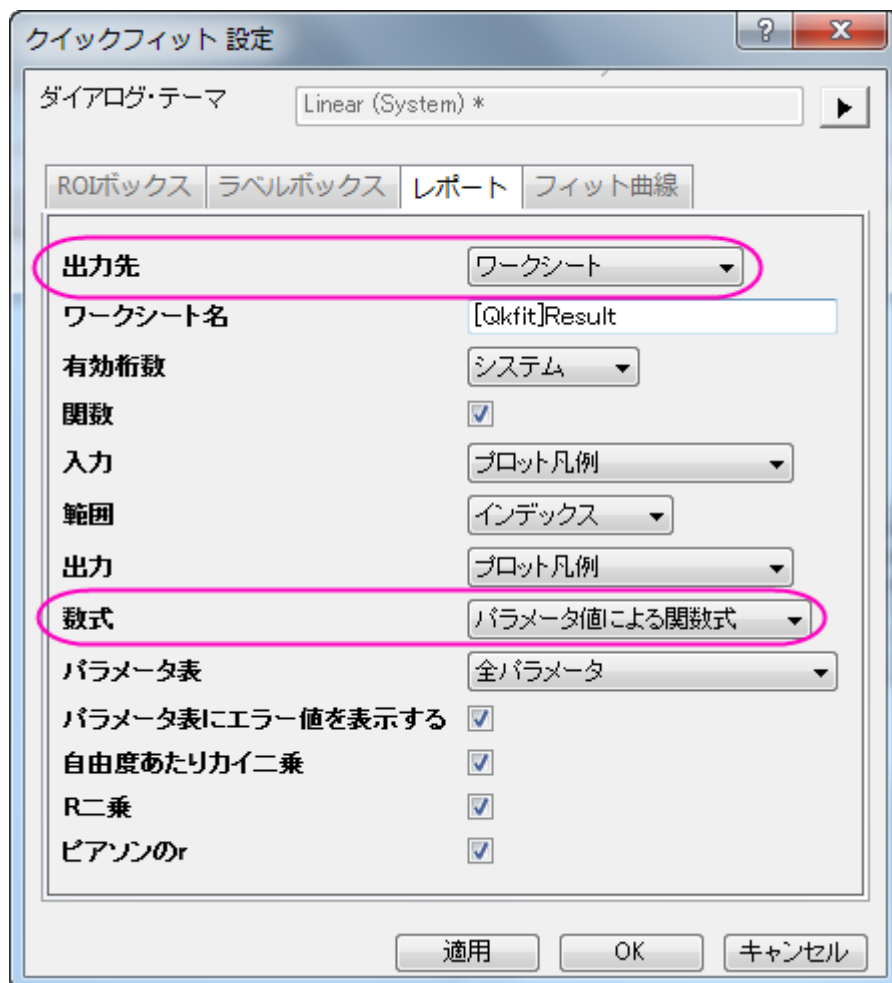 クイックフィット 設定
ダイアログ・テーマ Linear (System) *
ROIボックス ラベルボックス レポート フィット曲線
出力先 ワークシート
ワークシート名 [Qkfit]Result
有効桁数 システム
関数
入力 プロット凡例
範囲 インデックス
出力 プロット凡例
数式 パラメータ値による関数式
パラメータ表 全パラメータ
パラメータ表にエラー値を表示する
自由度あたりカイ二乗
R二乗
ピアソンのr
適用 OK キャンセル